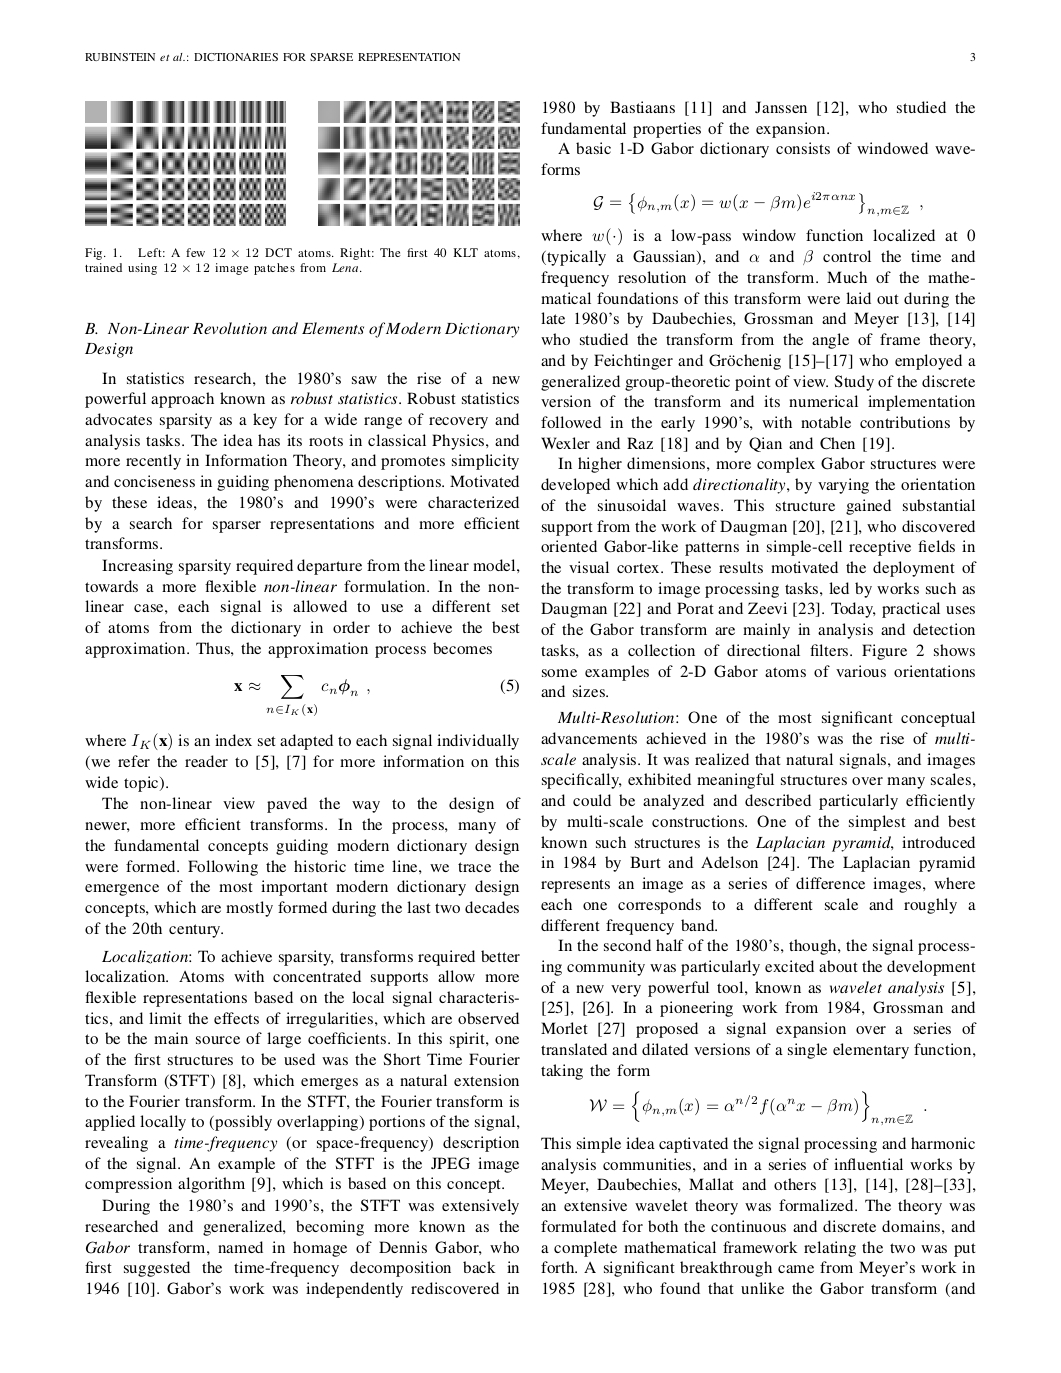 RUBINSTEIN et al.: DICTIONARIES FOR SPARSE REPRESENTATION 3
Fig. 1. Left: A few 12 × 12 DCT atoms. Right: The first 40 KLT atoms,
trained using 12 × 12 image patches from Lena.
B. Non-Linear Revolution and Elements of Modern Dictionary
Design
In statistics research, the 1980's saw the rise of a new
powerful approach known as robust statistics. Robust statistics
advocates sparsity as a key for a wide range of recovery and
analysis tasks. The idea has its roots in classical Physics, and
more recently in Information Theory, and promotes simplicity
and conciseness in guiding phenomena descriptions. Motivated
by these ideas, the 1980's and 1990's were characterized
by a search for sparser representations and more efficient
transforms.
Increasing sparsity required departure from the linear model,
towards a more flexible non-linear formulation. In the non-
linear case, each signal is allowed to use a different set
of atoms from the dictionary in order to achieve the best
approximation. Thus, the approximation process becomes
x ≈ ∑_{n∈I_K(x)} c_n ϕ_n , (5)
where I_K(x) is an index set adapted to each signal individually
(we refer the reader to [5], [7] for more information on this
wide topic).
The non-linear view paved the way to the design of
newer, more efficient transforms. In the process, many of
the fundamental concepts guiding modern dictionary design
were formed. Following the historic time line, we trace the
emergence of the most important modern dictionary design
concepts, which are mostly formed during the last two decades
of the 20th century.
Localization: To achieve sparsity, transforms required better
localization. Atoms with concentrated supports allow more
flexible representations based on the local signal characteris-
tics, and limit the effects of irregularities, which are observed
to be the main source of large coefficients. In this spirit, one
of the first structures to be used was the Short Time Fourier
Transform (STFT) [8], which emerges as a natural extension
to the Fourier transform. In the STFT, the Fourier transform is
applied locally to (possibly overlapping) portions of the signal,
revealing a time-frequency (or space-frequency) description
of the signal. An example of the STFT is the JPEG image
compression algorithm [9], which is based on this concept.
During the 1980's and 1990's, the STFT was extensively
researched and generalized, becoming more known as the
Gabor transform, named in homage of Dennis Gabor, who
first suggested the time-frequency decomposition back in
1946 [10]. Gabor's work was independently rediscovered in
1980 by Bastiaans [11] and Janssen [12], who studied the
fundamental properties of the expansion.
A basic 1-D Gabor dictionary consists of windowed wave-
forms
G = {ϕ_{n,m}(x) = w(x − βm)e^{i2παnx}}_{n,m∈ℤ} ,
where w(·) is a low-pass window function localized at 0
(typically a Gaussian), and α and β control the time and
frequency resolution of the transform. Much of the mathe-
matical foundations of this transform were laid out during the
late 1980's by Daubechies, Grossman and Meyer [13], [14]
who studied the transform from the angle of frame theory,
and by Feichtinger and Gröchenig [15]–[17] who employed a
generalized group-theoretic point of view. Study of the discrete
version of the transform and its numerical implementation
followed in the early 1990's, with notable contributions by
Wexler and Raz [18] and by Qian and Chen [19].
In higher dimensions, more complex Gabor structures were
developed which add directionality, by varying the orientation
of the sinusoidal waves. This structure gained substantial
support from the work of Daugman [20], [21], who discovered
oriented Gabor-like patterns in simple-cell receptive fields in
the visual cortex. These results motivated the deployment of
the transform to image processing tasks, led by works such as
Daugman [22] and Porat and Zeevi [23]. Today, practical uses
of the Gabor transform are mainly in analysis and detection
tasks, as a collection of directional filters. Figure 2 shows
some examples of 2-D Gabor atoms of various orientations
and sizes.
Multi-Resolution: One of the most significant conceptual
advancements achieved in the 1980's was the rise of multi-
scale analysis. It was realized that natural signals, and images
specifically, exhibited meaningful structures over many scales,
and could be analyzed and described particularly efficiently
by multi-scale constructions. One of the simplest and best
known such structures is the Laplacian pyramid, introduced
in 1984 by Burt and Adelson [24]. The Laplacian pyramid
represents an image as a series of difference images, where
each one corresponds to a different scale and roughly a
different frequency band.
In the second half of the 1980's, though, the signal process-
ing community was particularly excited about the development
of a new very powerful tool, known as wavelet analysis [5],
[25], [26]. In a pioneering work from 1984, Grossman and
Morlet [27] proposed a signal expansion over a series of
translated and dilated versions of a single elementary function,
taking the form
W = {ϕ_{n,m}(x) = α^{n/2} f(α^n x − βm)}_{n,m∈ℤ} .
This simple idea captivated the signal processing and harmonic
analysis communities, and in a series of influential works by
Meyer, Daubechies, Mallat and others [13], [14], [28]–[33],
an extensive wavelet theory was formalized. The theory was
formulated for both the continuous and discrete domains, and
a complete mathematical framework relating the two was put
forth. A significant breakthrough came from Meyer's work in
1985 [28], who found that unlike the Gabor transform (and